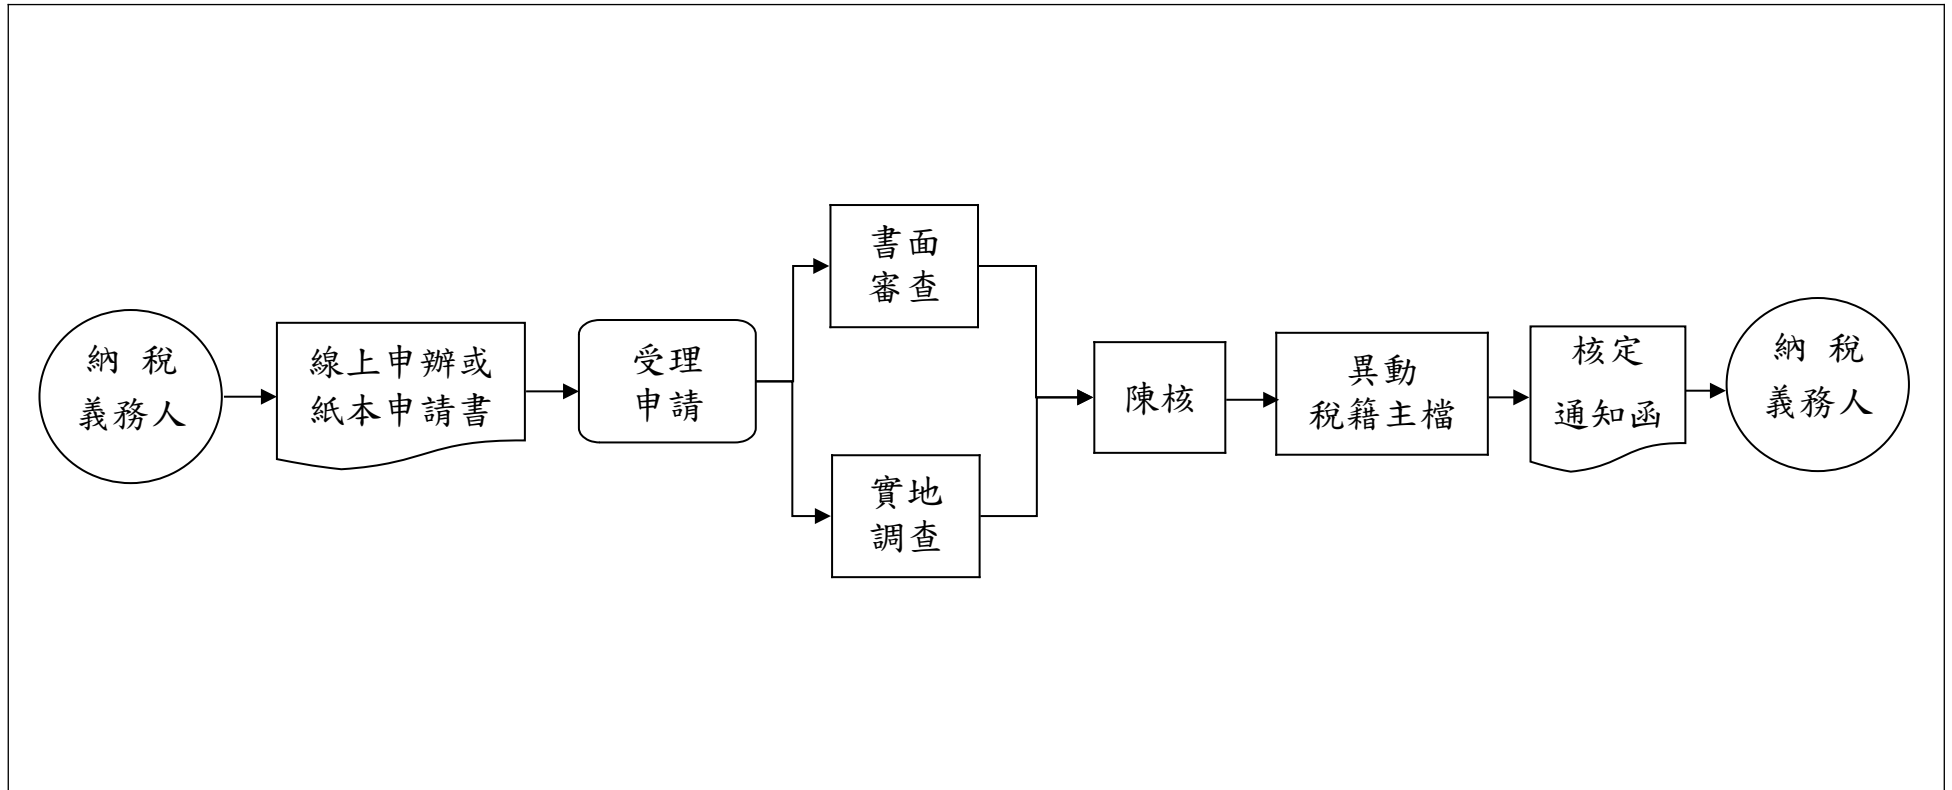 納 稅
義務人
線上申辦或
紙本申請書
受理
申請
書面
審查
實地
調查
陳核
異動
稅籍主檔
核定
通知函
納 稅
義務人